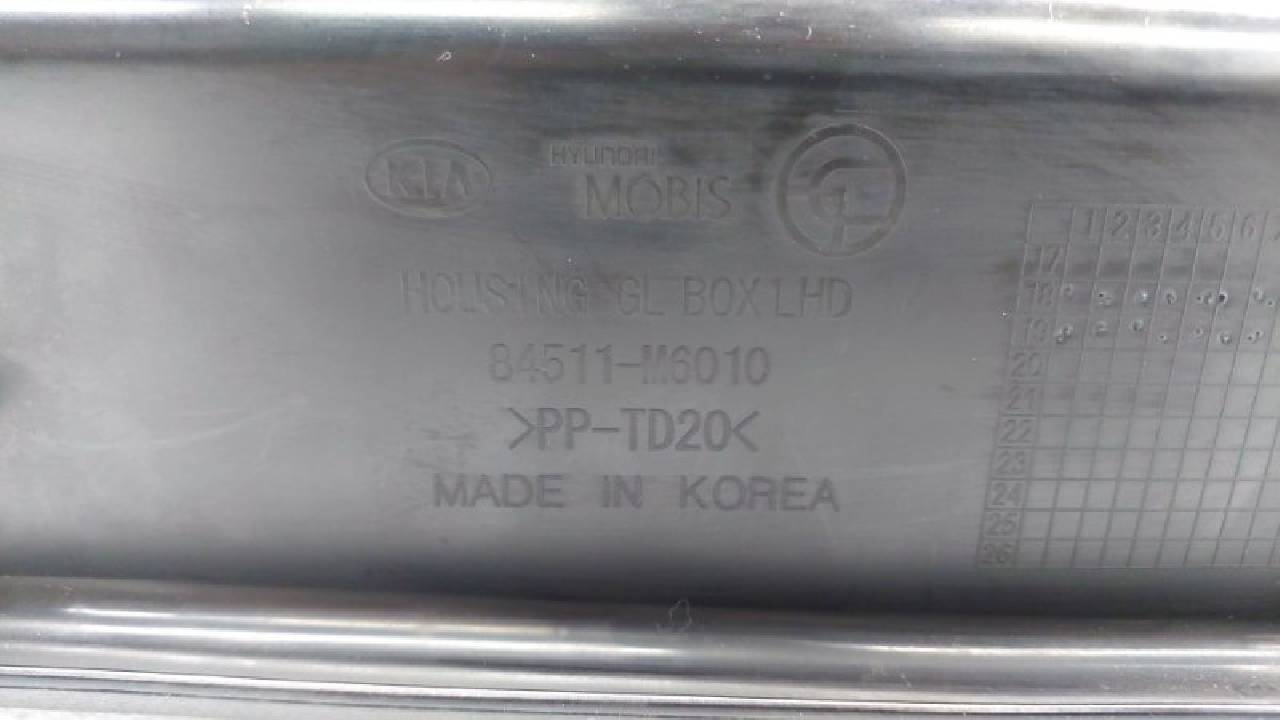 KIA
HYUNDAI
MOBIS
HOUSING GL BOX LHD
84511-M6010
>PP-TD20<
MADE IN KOREA
1 2 3 4 5 6
17
18
19
20
21
22
23
24
25
26